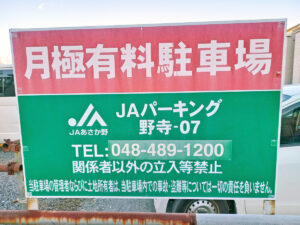 月極有料駐車場
JAあさか野
JAパーキング
野寺-07
TEL:048-489-1200
関係者以外の立入等禁止
当駐車場の管理者ならびに土地所有者は、当駐車場内での事故・盗難等については一切の責任を負いません。